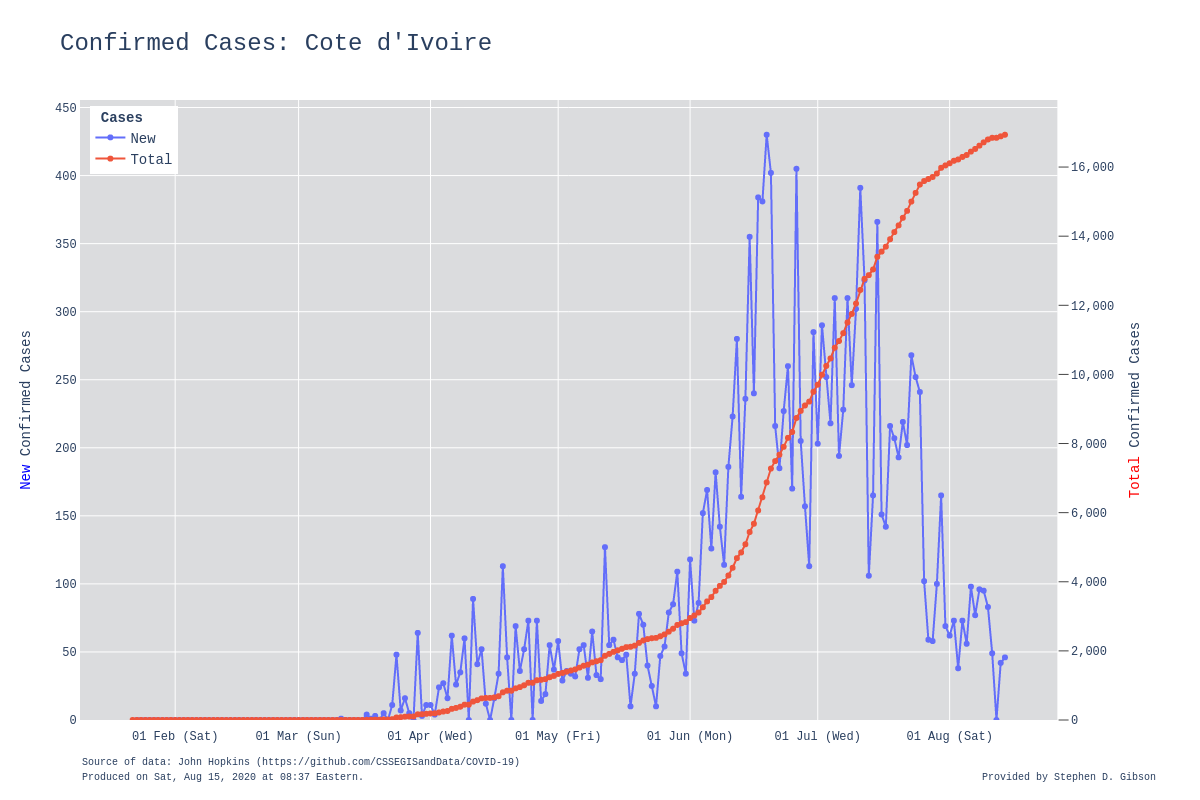 Confirmed Cases: Cote d'Ivoire
Cases
New
Total
450
400
350
300
250
200
150
100
50
0
New Confirmed Cases
16,000
14,000
12,000
10,000
8,000
6,000
4,000
2,000
0
Total Confirmed Cases
01 Feb (Sat) 01 Mar (Sun) 01 Apr (Wed) 01 May (Fri) 01 Jun (Mon) 01 Jul (Wed) 01 Aug (Sat)
Source of data: John Hopkins (https://github.com/CSSEGISandData/COVID-19)
Produced on Sat, Aug 15, 2020 at 08:37 Eastern.
Provided by Stephen D. Gibson